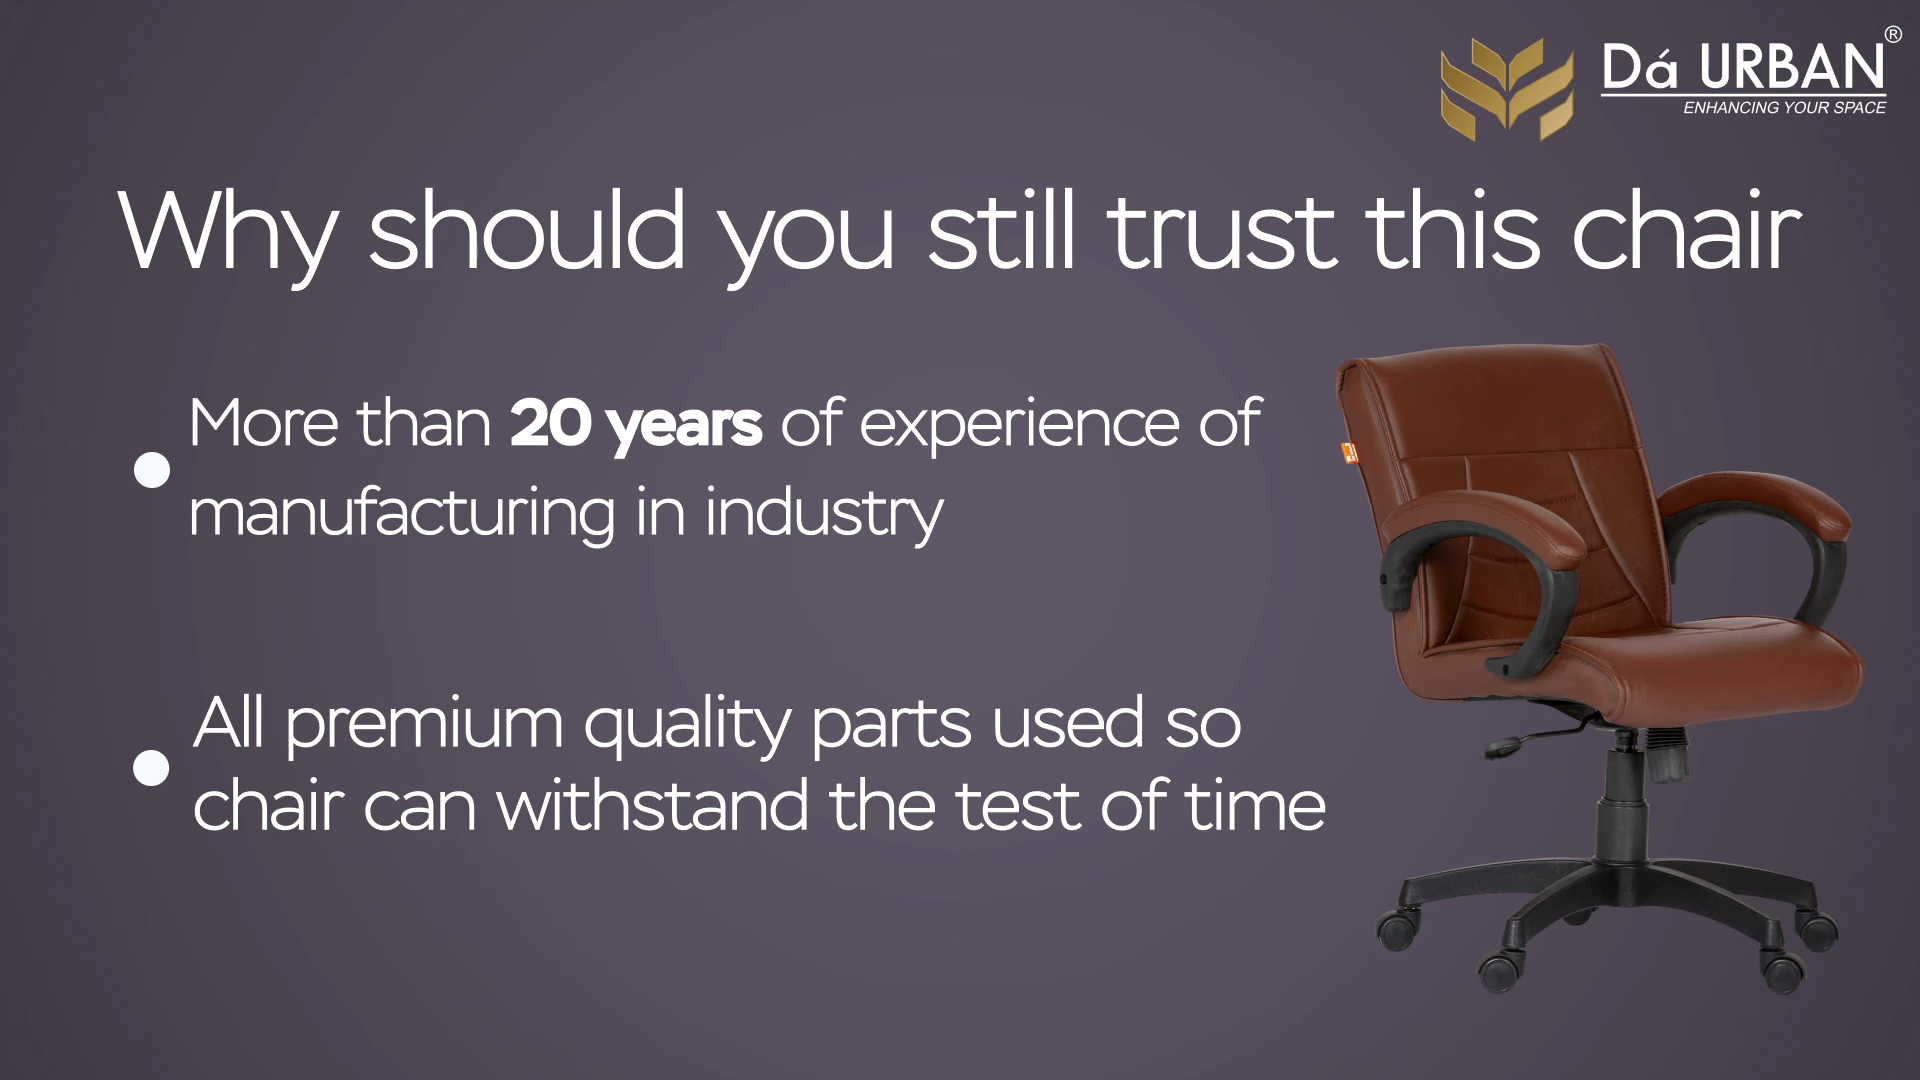 Dá URBAN®
ENHANCING YOUR SPACE
Why should you still trust this chair
More than 20 years of experience of
manufacturing in industry
All premium quality parts used so
chair can withstand the test of time